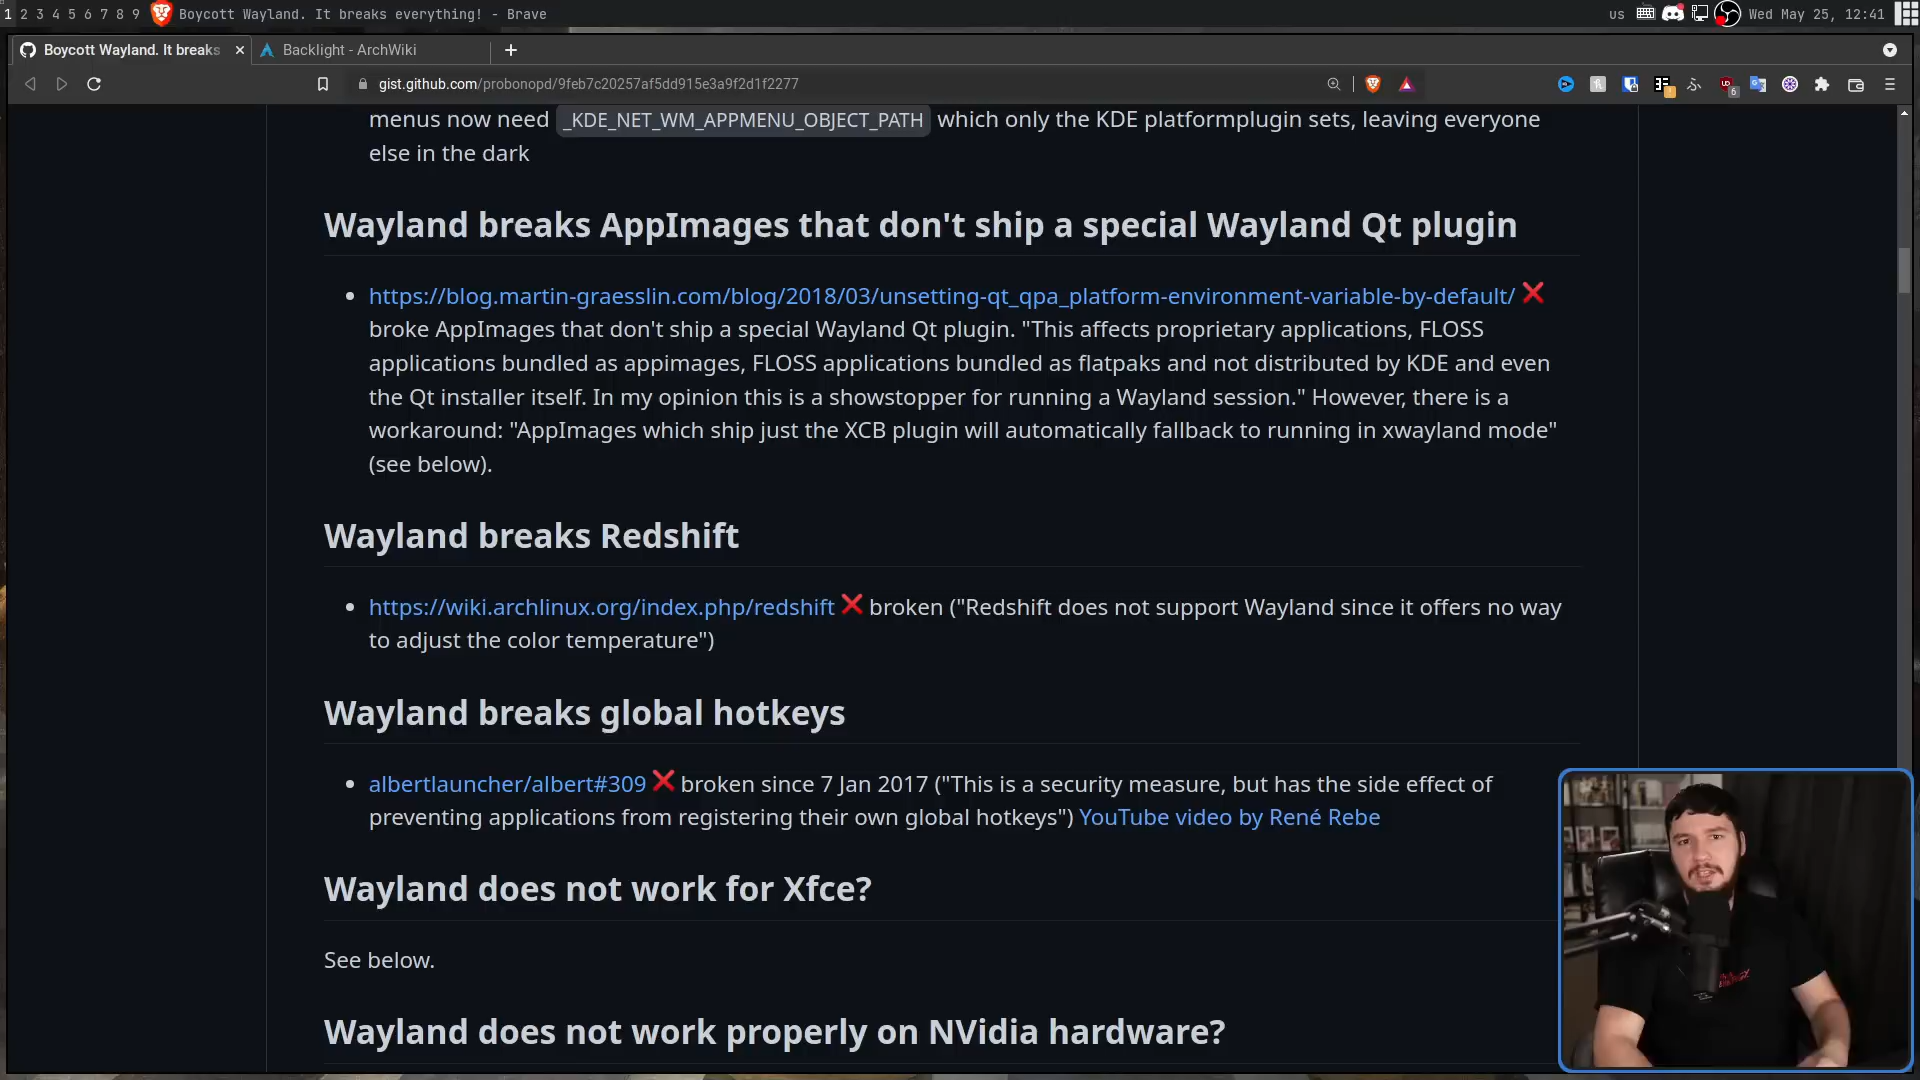 1 2 3 4 5 6 7 8 9 Boycott Wayland. It breaks everything! - Brave
us Wed May 25, 12:41
Boycott Wayland. It breaks
Backlight - ArchWiki
gist.github.com/probonopd/9feb7c20257af5dd915e3a9f2d1f2277
6
menus now need _KDE_NET_WM_APPMENU_OBJECT_PATH which only the KDE platformplugin sets, leaving everyone
else in the dark
Wayland breaks AppImages that don't ship a special Wayland Qt plugin
https://blog.martin-graesslin.com/blog/2018/03/unsetting-qt_qpa_platform-environment-variable-by-default/ ❌
broke AppImages that don't ship a special Wayland Qt plugin. "This affects proprietary applications, FLOSS
applications bundled as appimages, FLOSS applications bundled as flatpaks and not distributed by KDE and even
the Qt installer itself. In my opinion this is a showstopper for running a Wayland session." However, there is a
workaround: "AppImages which ship just the XCB plugin will automatically fallback to running in xwayland mode"
(see below).
Wayland breaks Redshift
https://wiki.archlinux.org/index.php/redshift ❌ broken ("Redshift does not support Wayland since it offers no way
to adjust the color temperature")
Wayland breaks global hotkeys
albertlauncher/albert#309 ❌ broken since 7 Jan 2017 ("This is a security measure, but has the side effect of
preventing applications from registering their own global hotkeys") YouTube video by René Rebe
Wayland does not work for Xfce?
See below.
Wayland does not work properly on NVidia hardware?